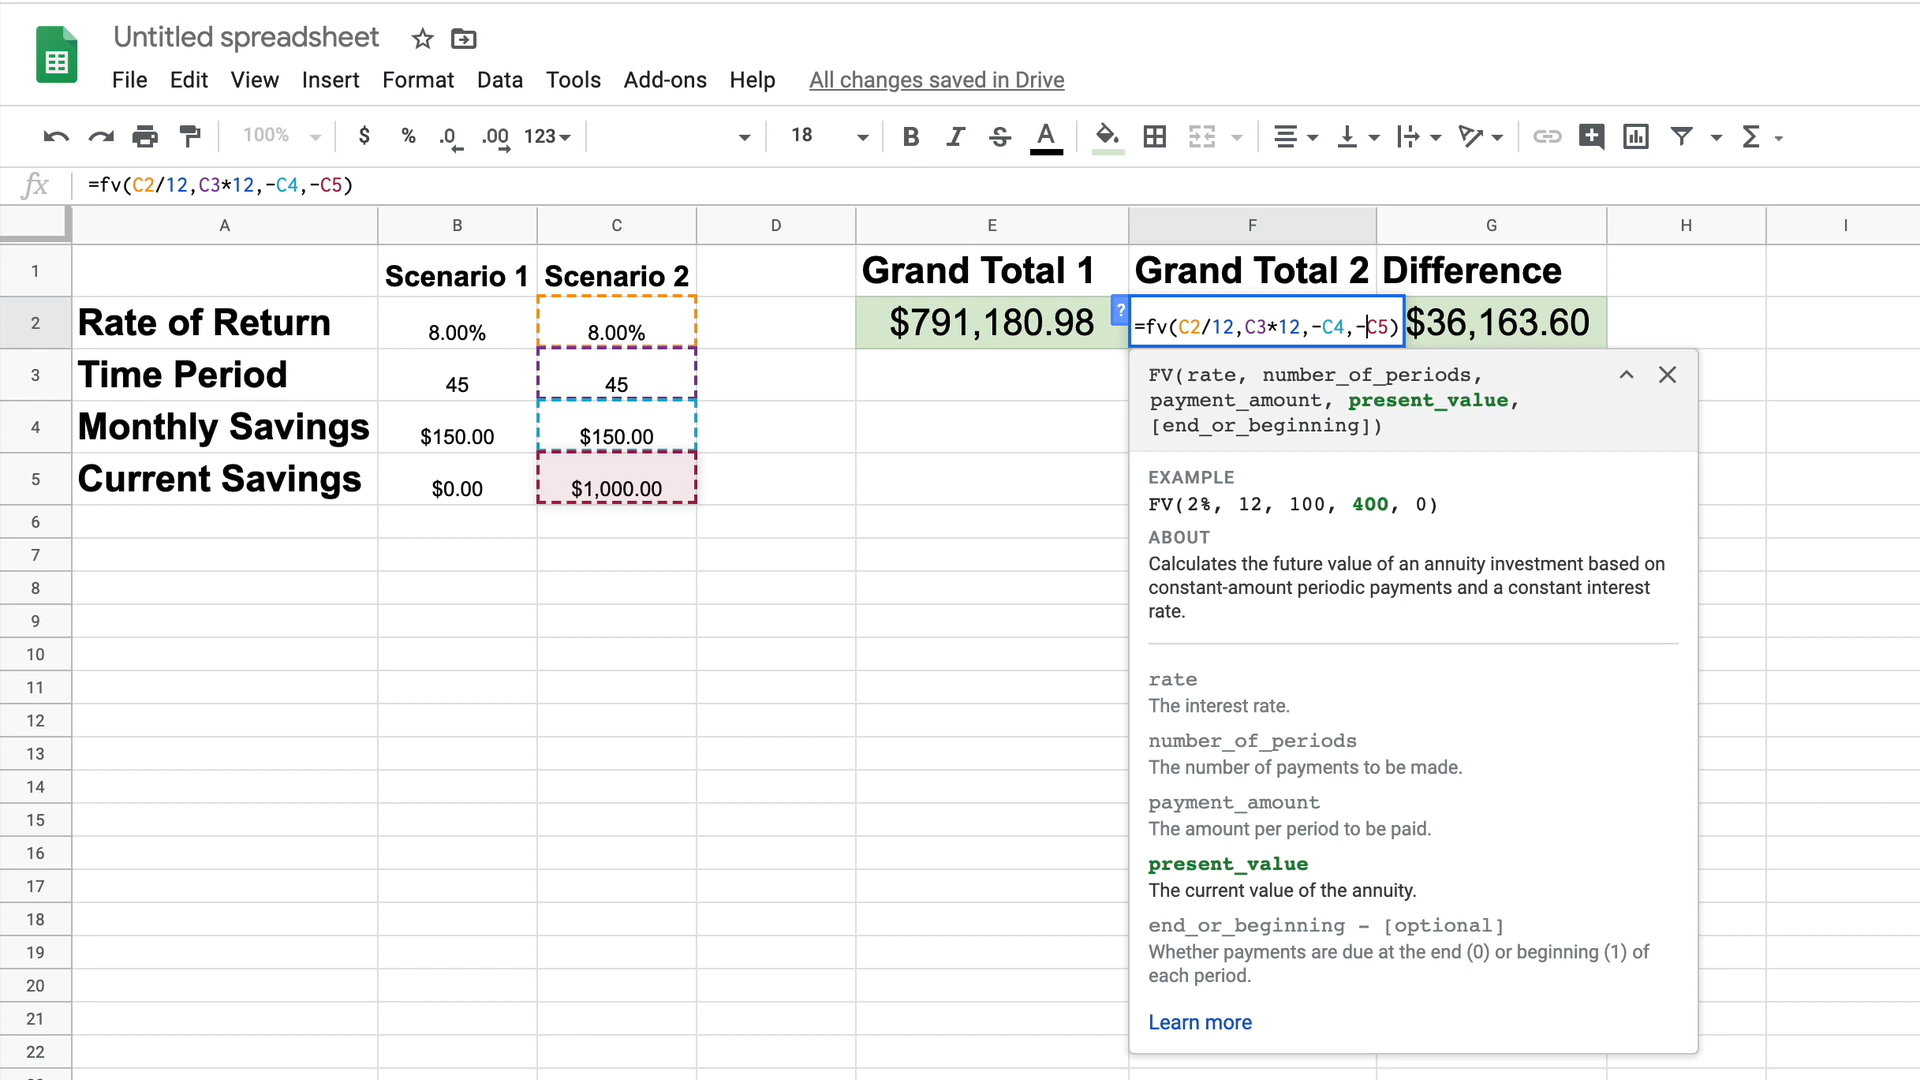 Untitled spreadsheet
File Edit View Insert Format Data Tools Add-ons Help All changes saved in Drive
100% $ % .0 .00 123 18 B I S A Σ
fx =fv(C2/12,C3*12,-C4,-C5)
A B C D E F G H I
1 Scenario 1 Scenario 2 Grand Total 1 Grand Total 2 Difference
2 Rate of Return 8.00% 8.00% $791,180.98 ? =fv(C2/12,C3*12,-C4,-C5) $36,163.60
3 Time Period 45 45
4 Monthly Savings $150.00 $150.00
5 Current Savings $0.00 $1,000.00
6
7
8
9
10
11
12
13
14
15
16
17
18
19
20
21
22
FV(rate, number_of_periods,
payment_amount, present_value,
[end_or_beginning])
EXAMPLE
FV(2%, 12, 100, 400, 0)
ABOUT
Calculates the future value of an annuity investment based on
constant-amount periodic payments and a constant interest
rate.
rate
The interest rate.
number_of_periods
The number of payments to be made.
payment_amount
The amount per period to be paid.
present_value
The current value of the annuity.
end_or_beginning - [optional]
Whether payments are due at the end (0) or beginning (1) of
each period.
Learn more